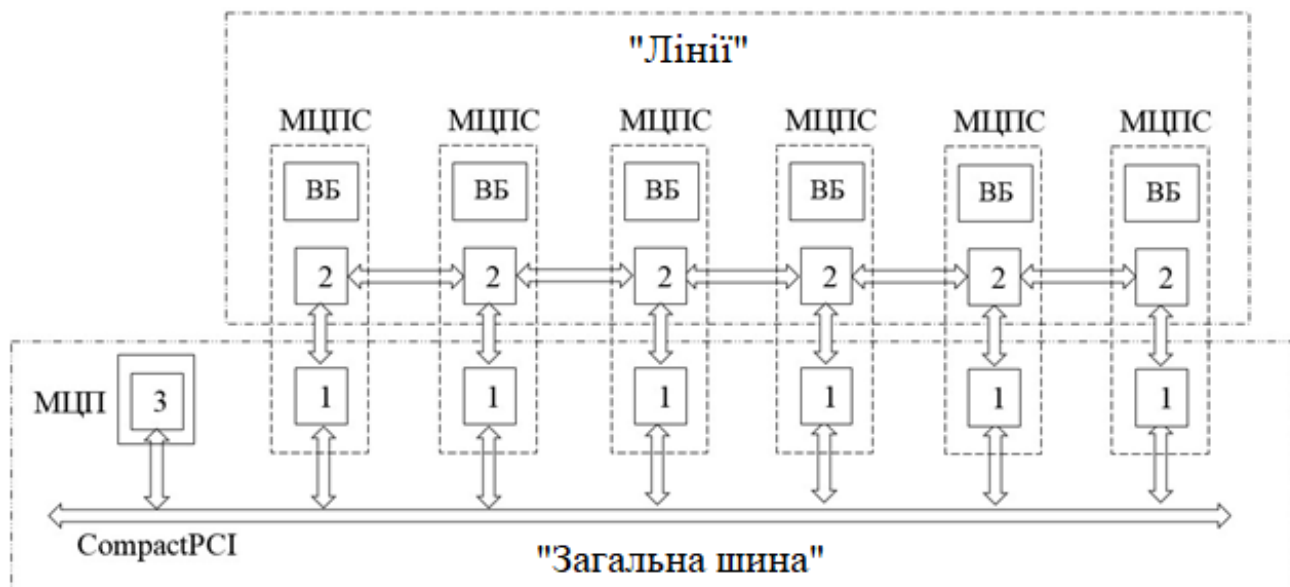 "Лінії"
МЦПС МЦПС МЦПС МЦПС МЦПС МЦПС
ВБ ВБ ВБ ВБ ВБ ВБ
2 2 2 2 2 2
МЦП 3 1 1 1 1 1 1
CompactPCI
"Загальна шина"